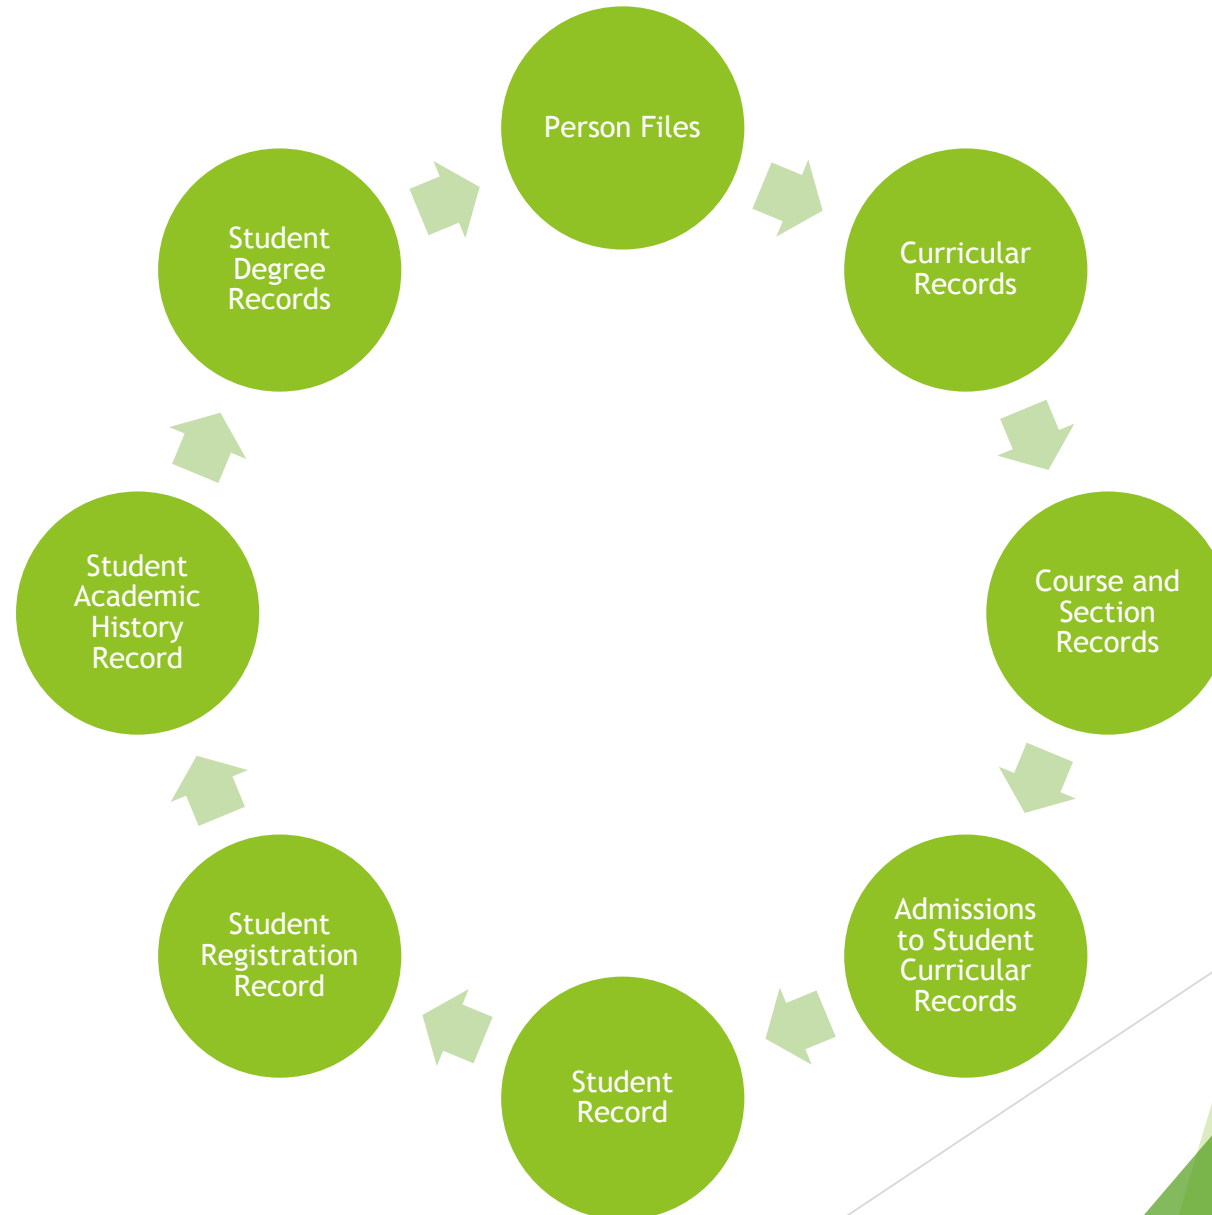 Person Files
Curricular
Records
Course and
Section
Records
Admissions
to Student
Curricular
Records
Student
Record
Student
Registration
Record
Student
Academic
History
Record
Student
Degree
Records